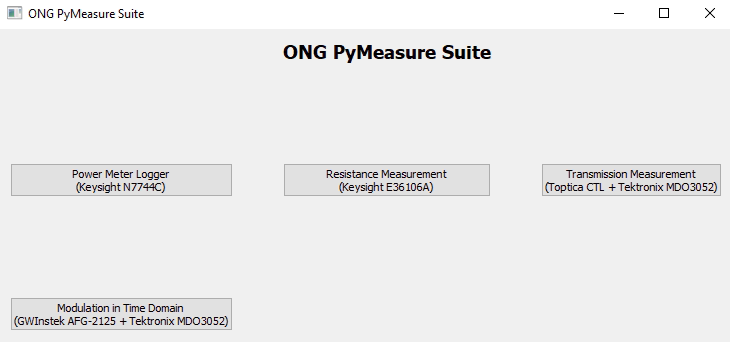 ONG PyMeasure Suite
ONG PyMeasure Suite
Power Meter Logger
(Keysight N7744C)
Resistance Measurement
(Keysight E36106A)
Transmission Measurement
(Toptica CTL + Tektronix MDO3052)
Modulation in Time Domain
(GWInstek AFG-2125 + Tektronix MDO3052)